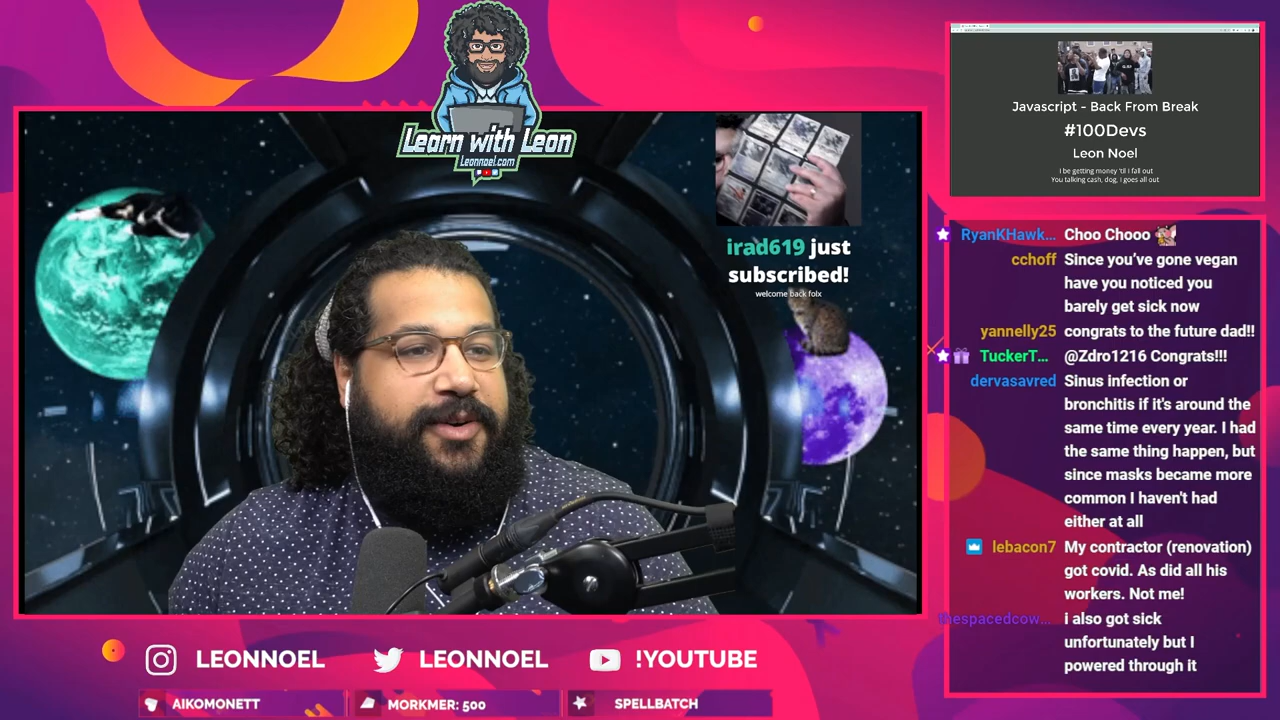 Learn with Leon
Leonnoel.com
irad619 just
subscribed!
welcome back folx
Javascript - Back From Break
#100Devs
Leon Noel
I be getting money 'til I fall out
You talking cash, dog, I goes all out
RyanKHawk... Choo Chooo
cchoff Since you've gone vegan
have you noticed you
barely get sick now
yannelly25 congrats to the future dad!!
TuckerT... @Zdro1216 Congrats!!!
dervasavred Sinus infection or
bronchitis if it's around the
same time every year. I had
the same thing happen, but
since masks became more
common I haven't had
either at all
lebacon7 My contractor (renovation)
got covid. As did all his
workers. Not me!
thespacedcow... i also got sick
unfortunately but I
powered through it
LEONNOEL LEONNOEL !YOUTUBE
AIKOMONETT MORKMER: 500 SPELLBATCH